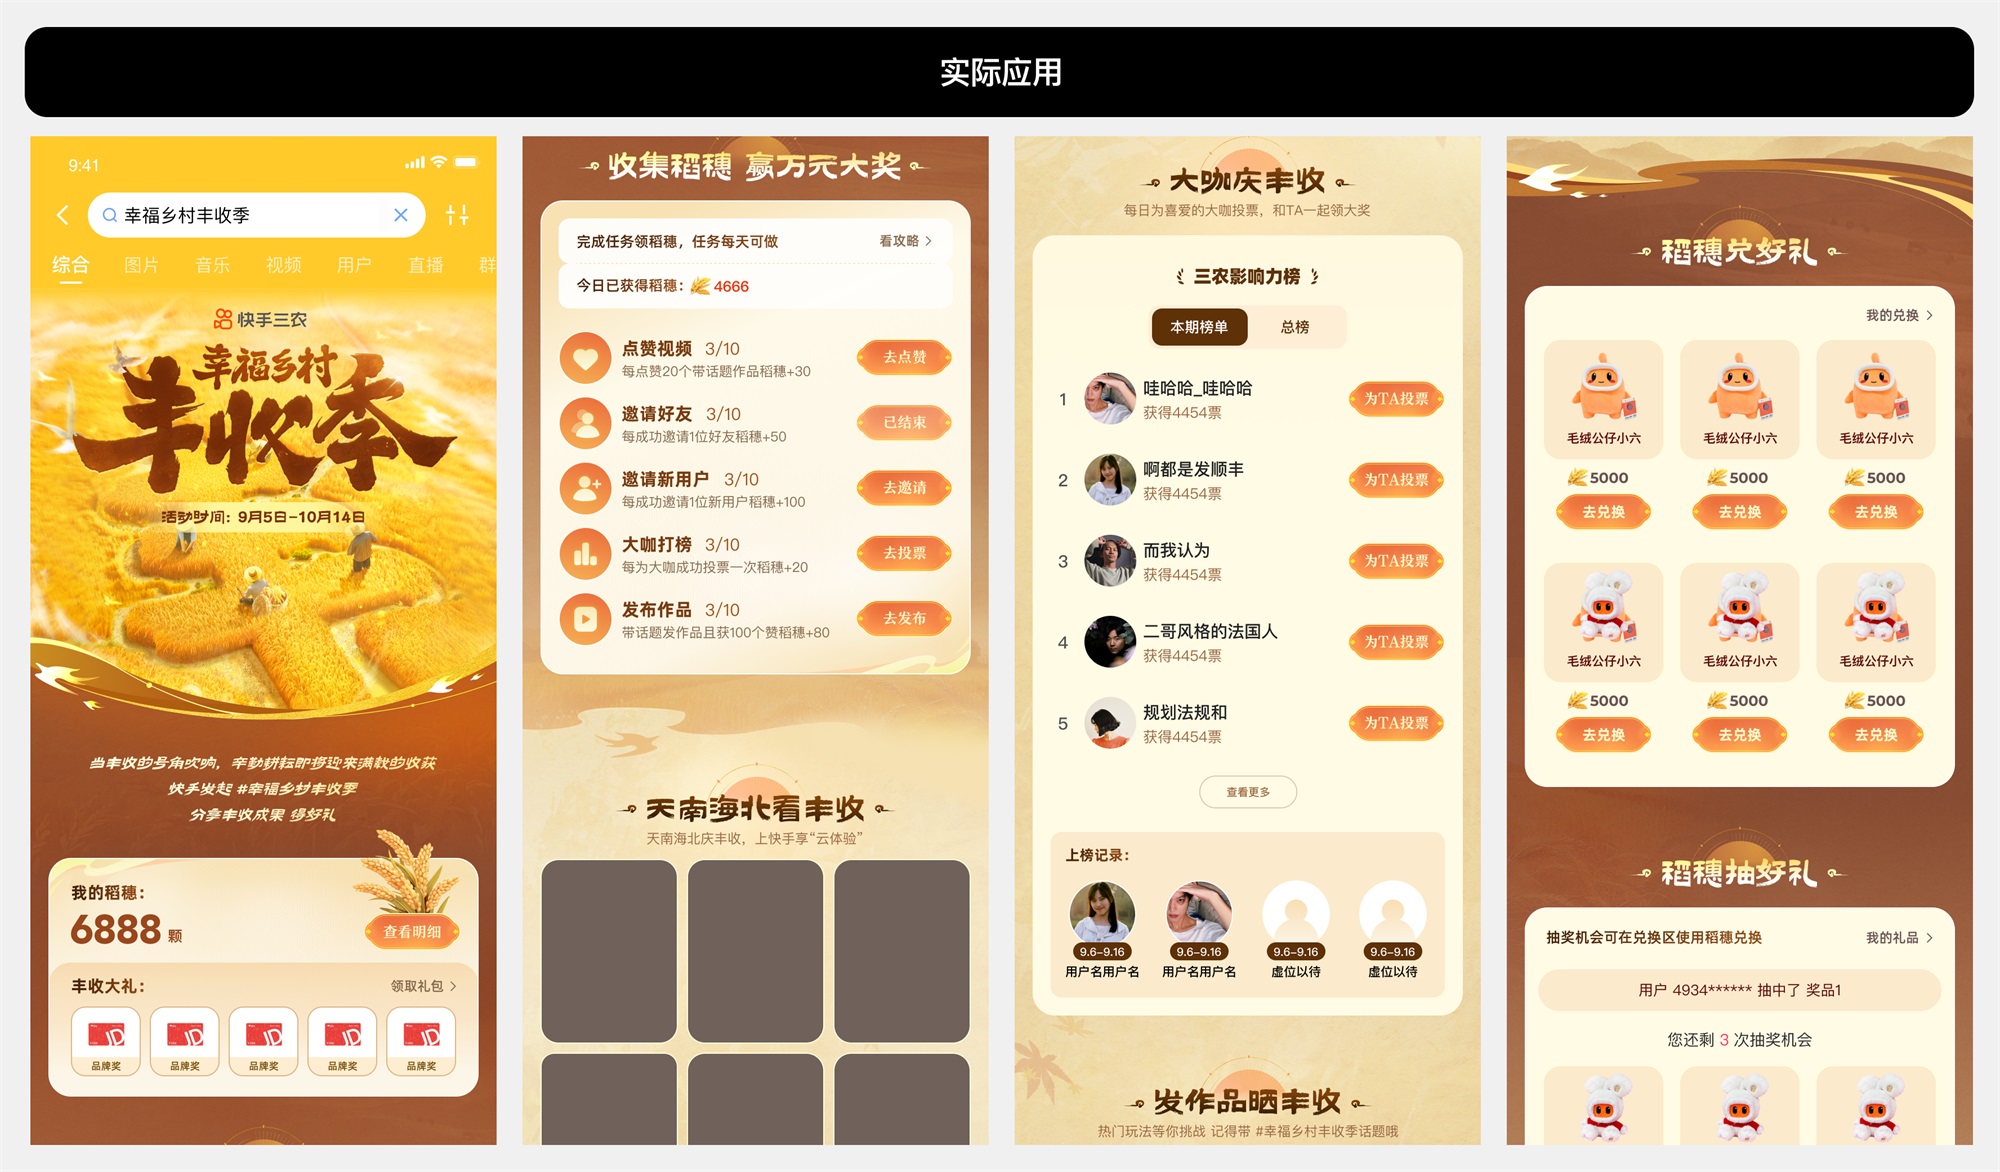 实际应用
9:41
幸福乡村丰收季
综合 图片 音乐 视频 用户 直播 群
快手三农
幸福乡村
丰收季
活动时间：9月5日-10月14日
当丰收的号角吹响，辛勤耕耘即将迎来满载的收获
快手发起 #幸福乡村丰收季
分享丰收成果 得好礼
我的稻穗：
6888 颗
查看明细
丰收大礼：
领取礼包
品牌奖 品牌奖 品牌奖 品牌奖 品牌奖
收集稻穗 赢万元大奖
完成任务领稻穗，任务每天可做
看攻略
今日已获得稻穗： 4666
点赞视频 3/10
每点赞20个带话题作品稻穗+30
去点赞
邀请好友 3/10
每成功邀请1位好友稻穗+50
已结束
邀请新用户 3/10
每成功邀请1位新用户稻穗+100
去邀请
大咖打榜 3/10
每为大咖成功投票一次稻穗+20
去投票
发布作品 3/10
带话题发作品且获100个赞稻穗+80
去发布
天南海北看丰收
天南海北庆丰收，上快手享“云体验”
大咖庆丰收
每日为喜爱的大咖投票，和TA一起领大奖
三农影响力榜
本期榜单 总榜
1 哇哈哈_哇哈哈
获得4454票
为TA投票
2 啊都是发顺丰
获得4454票
为TA投票
3 而我认为
获得4454票
为TA投票
4 二哥风格的法国人
获得4454票
为TA投票
5 规划法规和
获得4454票
为TA投票
查看更多
上榜记录：
9.6-9.16 9.6-9.16 9.6-9.16 9.6-9.16
用户名用户名 用户名用户名 虚位以待 虚位以待
发作品晒丰收
热门玩法等你挑战 记得带 #幸福乡村丰收季话题哦
稻穗兑好礼
我的兑换
毛绒公仔小六 毛绒公仔小六 毛绒公仔小六
5000 5000 5000
去兑换 去兑换 去兑换
毛绒公仔小六 毛绒公仔小六 毛绒公仔小六
5000 5000 5000
去兑换 去兑换 去兑换
稻穗抽好礼
抽奖机会可在兑换区使用稻穗兑换
我的礼品
用户 4934****** 抽中了 奖品1
您还剩 3 次抽奖机会